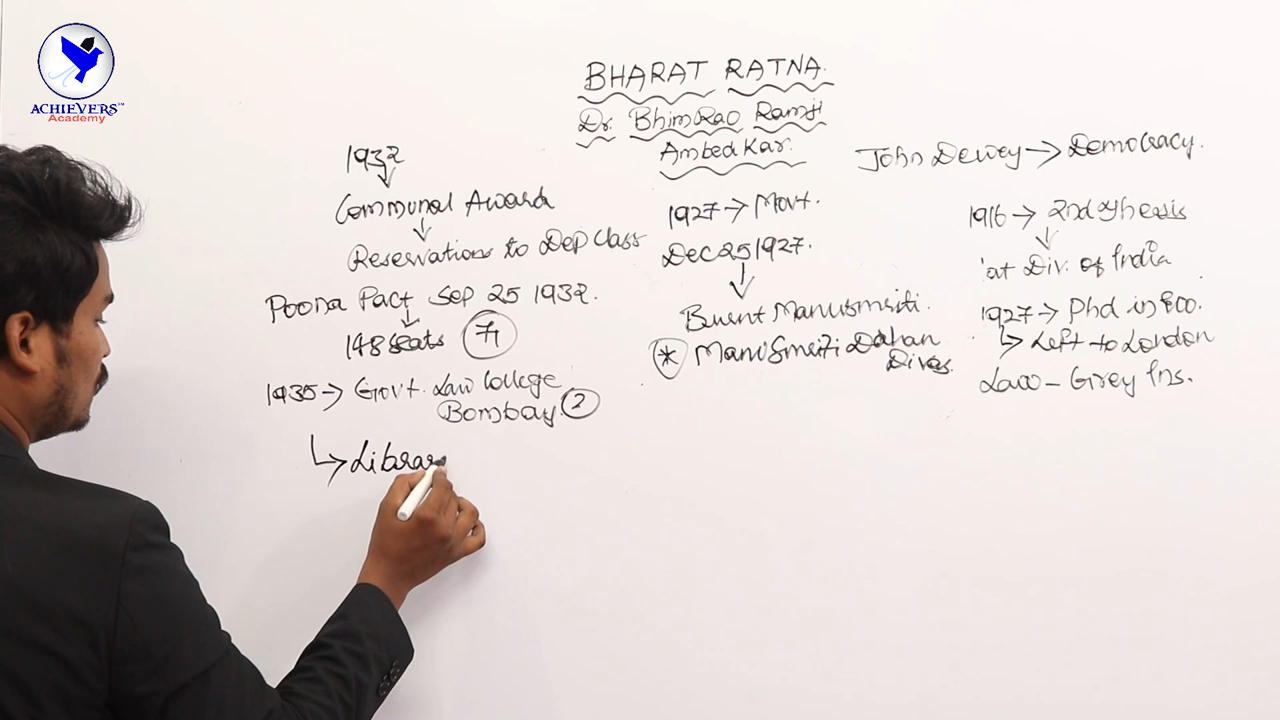 ACHIEVERS™
Academy
BHARAT RATNA.
Dr. BhimRao Ramji
Ambedkar.
1932
Communal Award
Reservations to Dep Class
Poona Pact Sep 25 1932.
148 seats 71
1935 → Govt. Law College
Bombay. 2
↳ Librar
1927 → Movt.
Dec 25 1927.
Burnt Manusmriti.
* Manusmriti Dahan
Divas.
John Dewey → Democracy.
1916 → 2nd thesis
at Div. of India
1927 → Phd in Eco.
↳ Left to London
Law - Grey Ins.